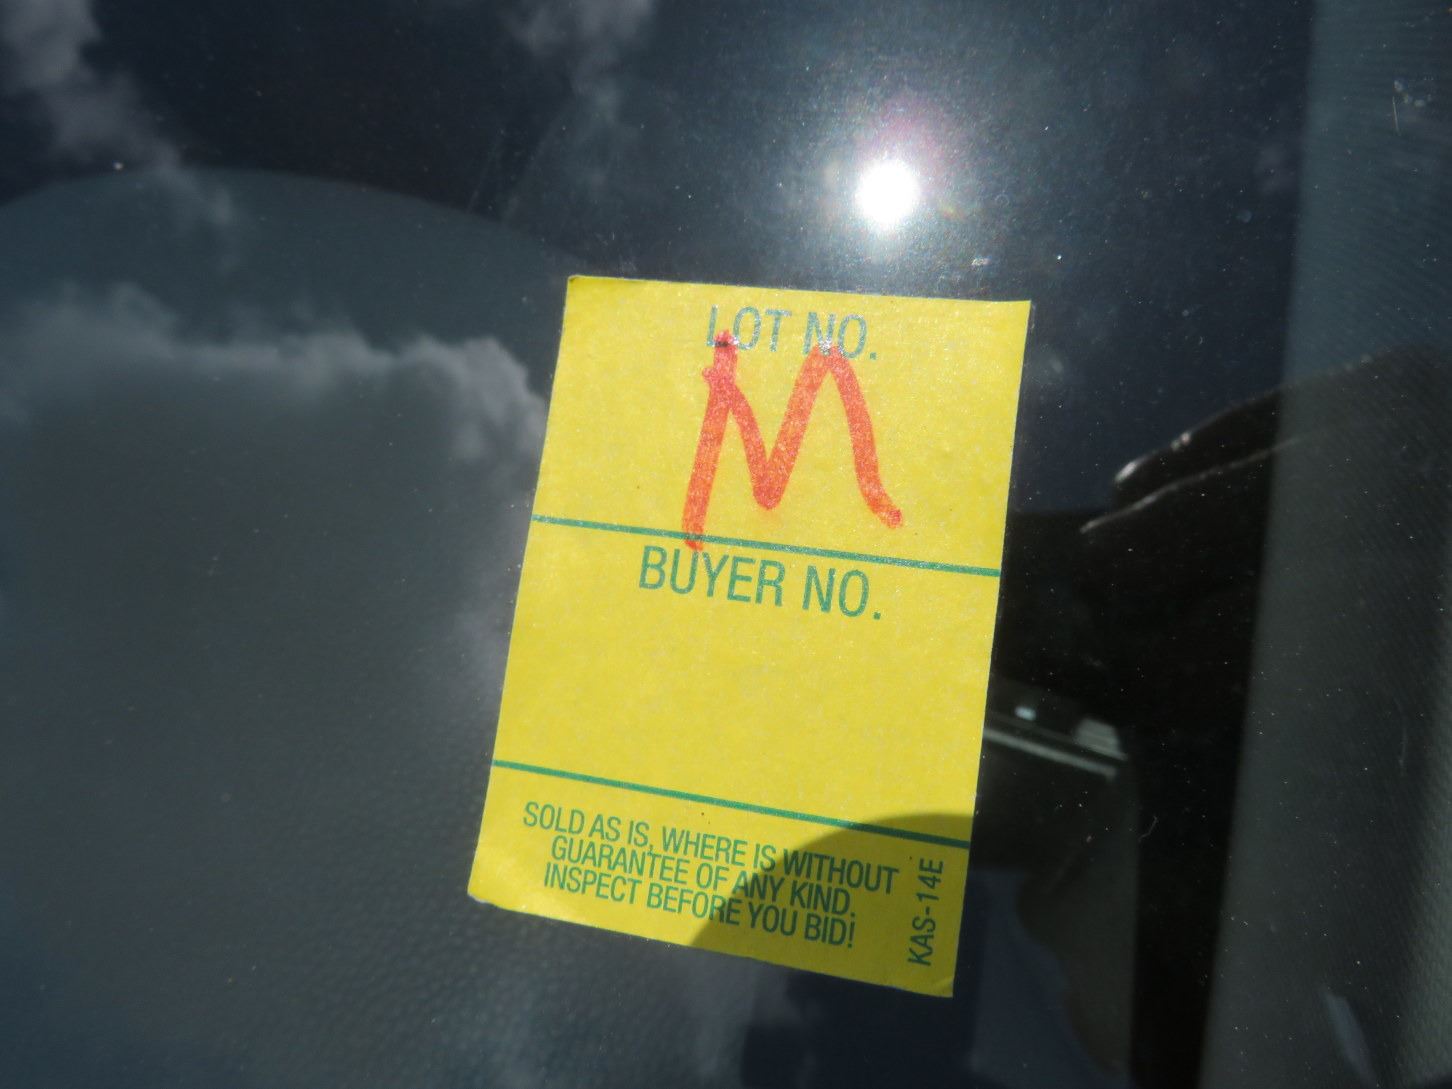 LOT NO.
M
BUYER NO.
SOLD AS IS, WHERE IS WITHOUT
GUARANTEE OF ANY KIND.
INSPECT BEFORE YOU BID!
KAS-14E